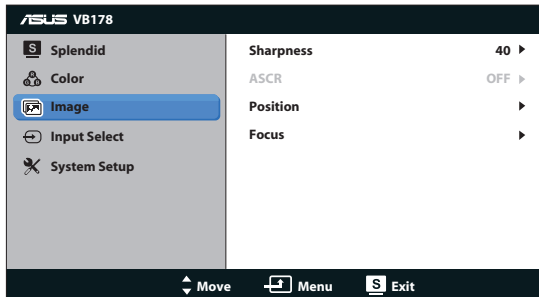 ASUS VB178
S Splendid
Color
Image
Input Select
System Setup
Sharpness 40
ASCR OFF
Position
Focus
Move Menu S Exit